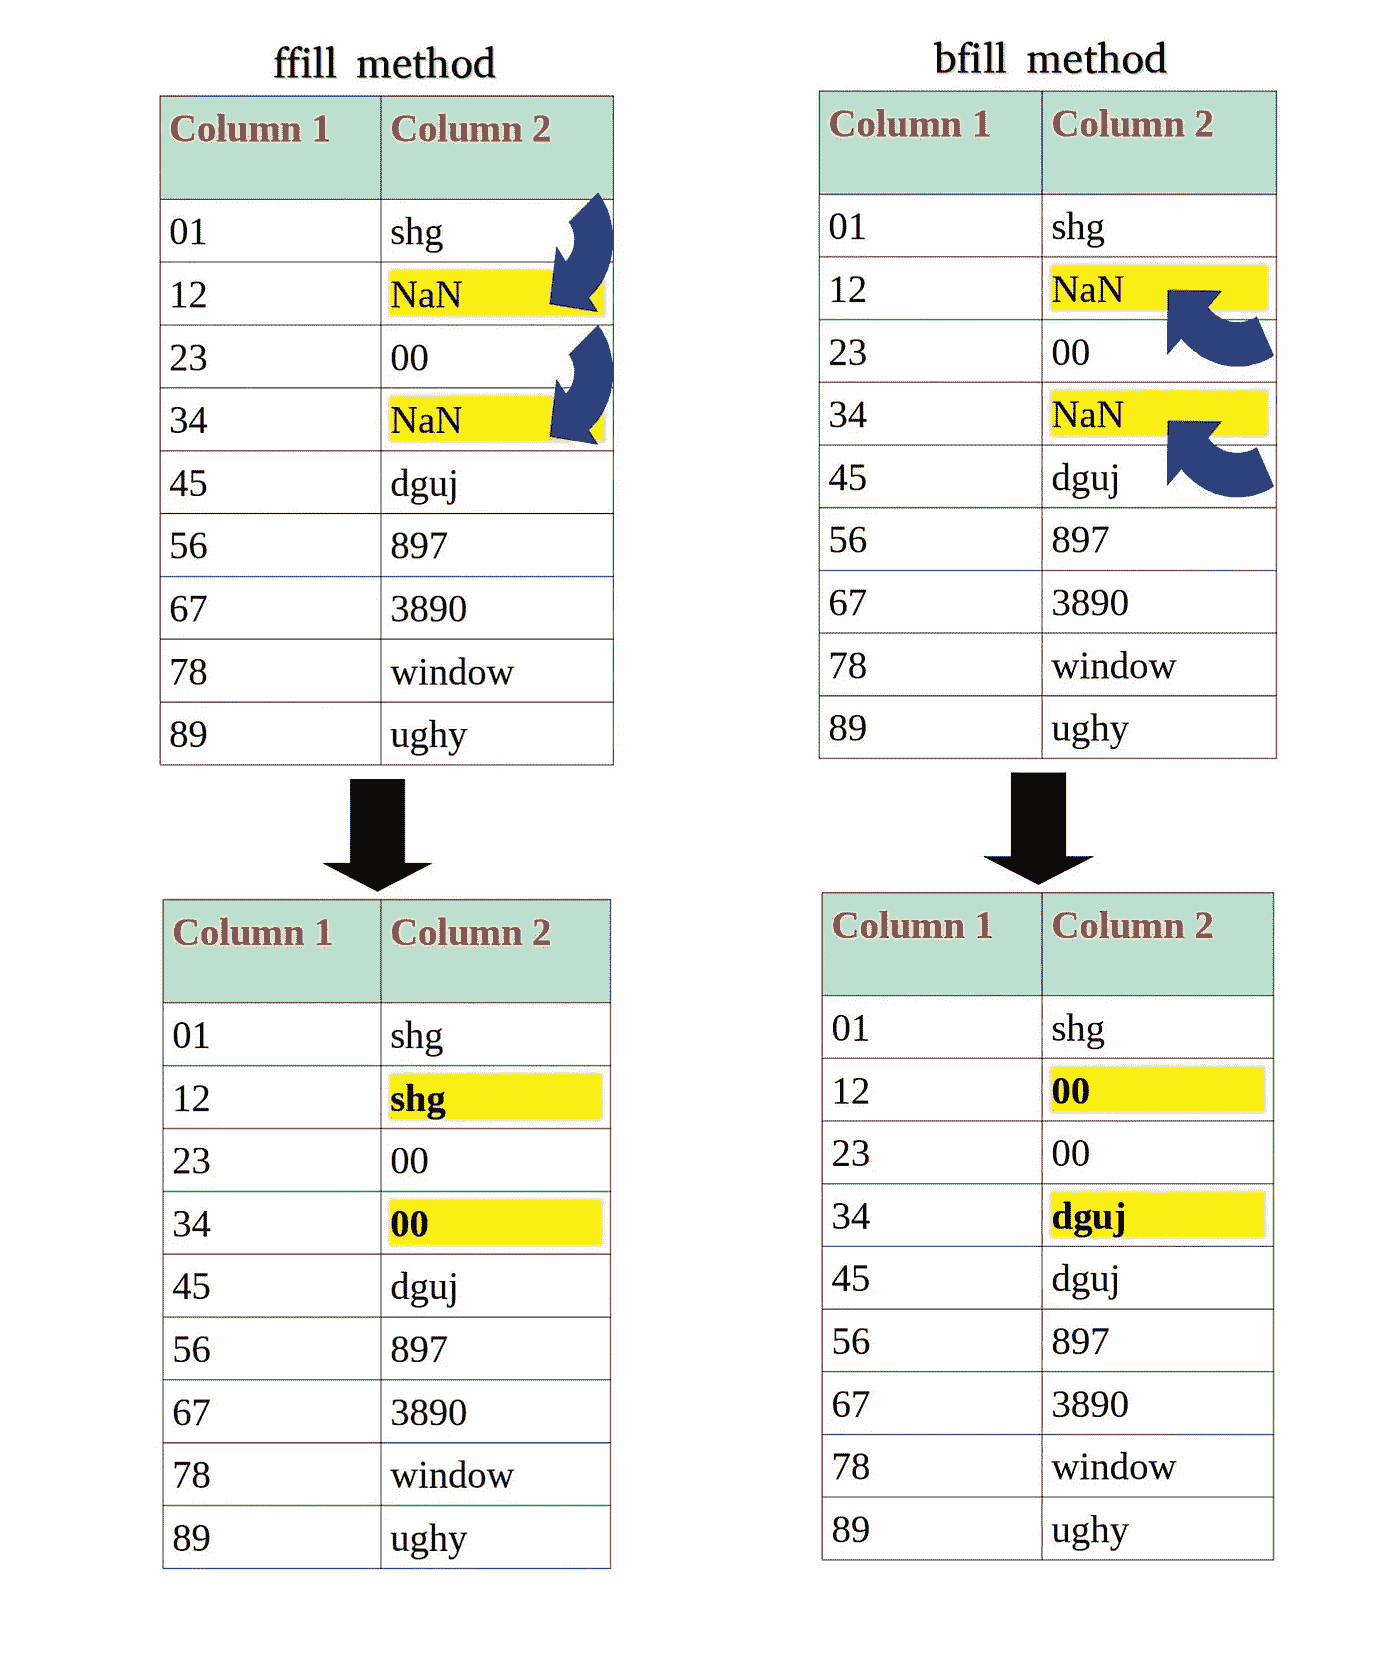 ffill method
Column 1 Column 2
01 shg
12 NaN
23 00
34 NaN
45 dguj
56 897
67 3890
78 window
89 ughy
Column 1 Column 2
01 shg
12 shg
23 00
34 00
45 dguj
56 897
67 3890
78 window
89 ughy
bfill method
Column 1 Column 2
01 shg
12 NaN
23 00
34 NaN
45 dguj
56 897
67 3890
78 window
89 ughy
Column 1 Column 2
01 shg
12 00
23 00
34 dguj
45 dguj
56 897
67 3890
78 window
89 ughy